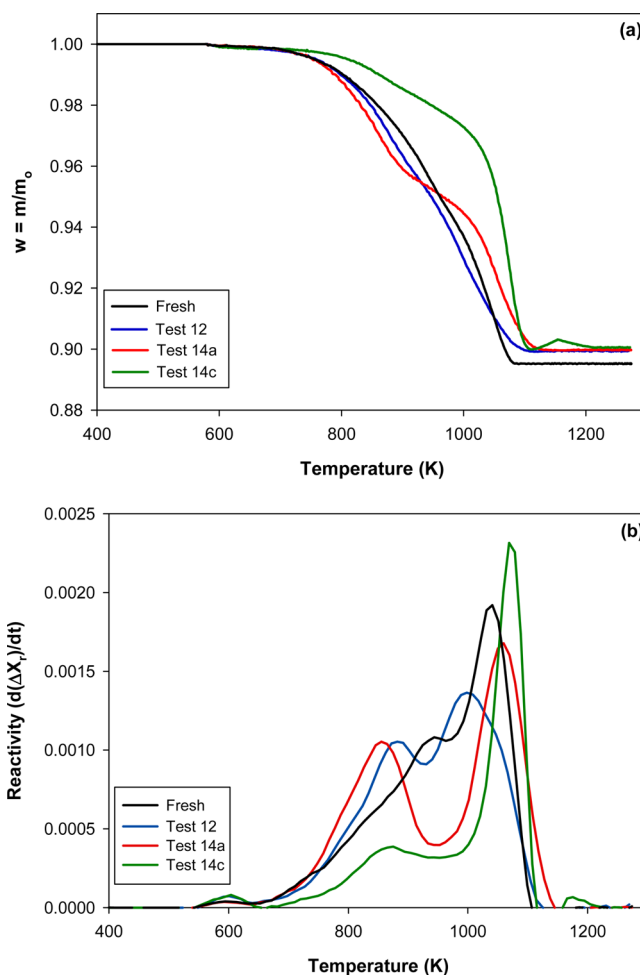 (a)
1.00
0.98
0.96
0.94
0.92
0.90
0.88
w = m/mo
Fresh
Test 12
Test 14a
Test 14c
400 600 800 1000 1200
Temperature (K)
(b)
0.0025
0.0020
0.0015
0.0010
0.0005
0.0000
Reactivity (d(ΔXr)/dt)
Fresh
Test 12
Test 14a
Test 14c
400 600 800 1000 1200
Temperature (K)